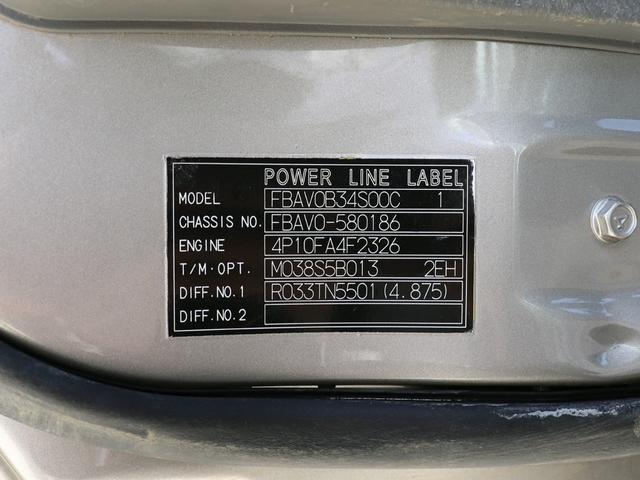 POWER LINE LABEL
MODEL FBAV0B34S00C 1
CHASSIS NO. FBAV0-580186
ENGINE 4P10FA4F2326
T/M·OPT. M038S5B013 2EH
DIFF.NO.1 R033TN5501(4.875)
DIFF.NO.2